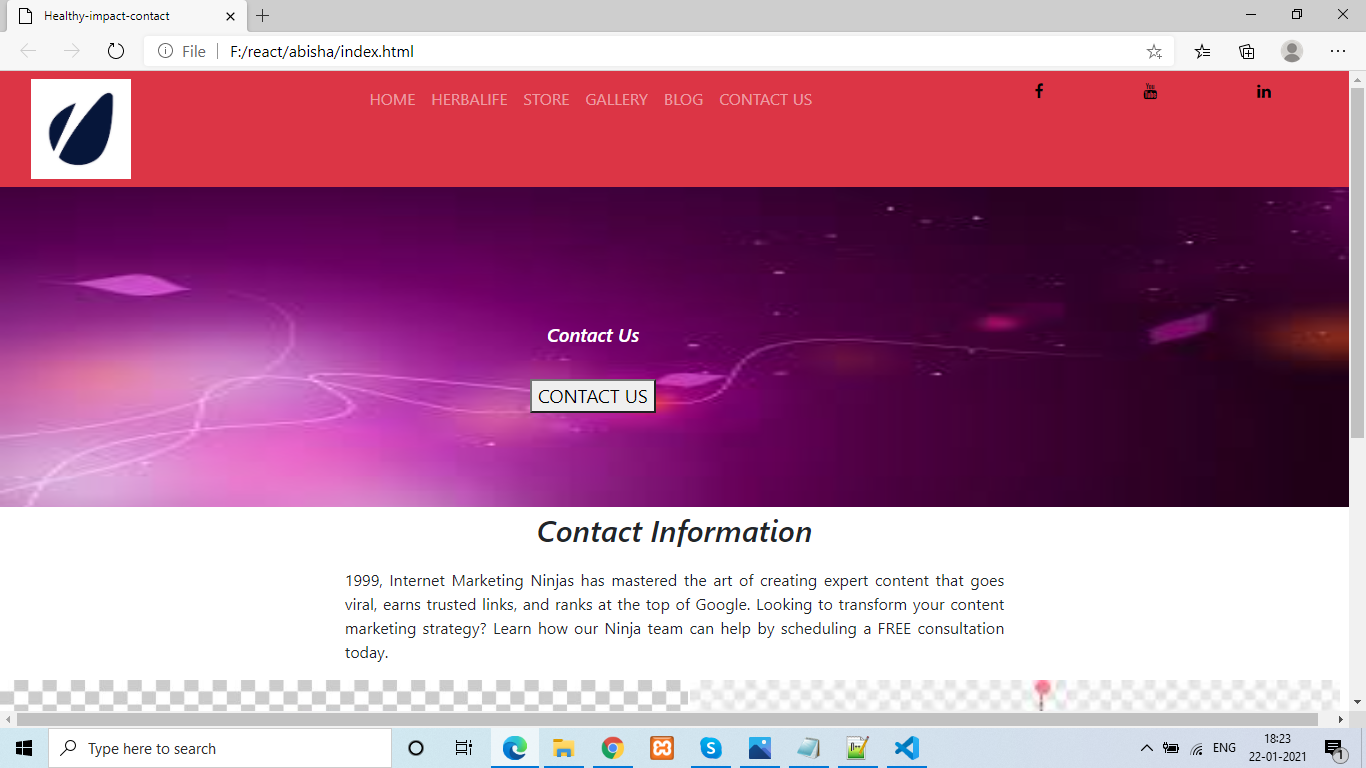 Healthy-impact-contact
File F:/react/abisha/index.html
HOME HERBALIFE STORE GALLERY BLOG CONTACT US
You Tube
Contact Us
CONTACT US
Contact Information
1999, Internet Marketing Ninjas has mastered the art of creating expert content that goes
viral, earns trusted links, and ranks at the top of Google. Looking to transform your content
marketing strategy? Learn how our Ninja team can help by scheduling a FREE consultation
today.
Type here to search
ENG
18:23
22-01-2021
1